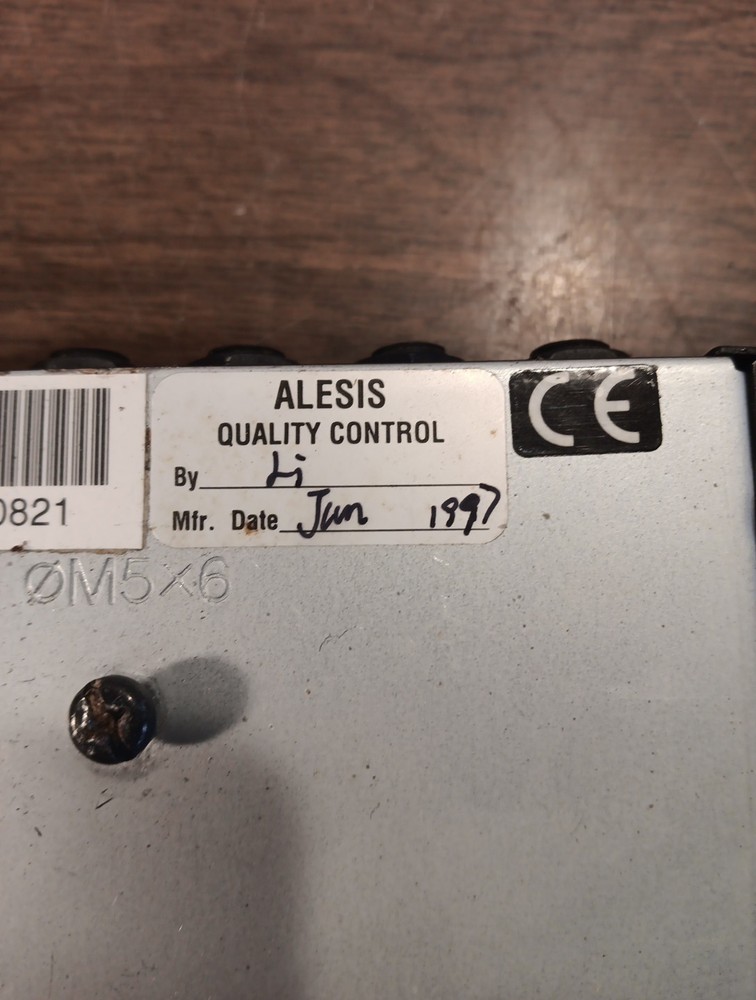 ALESIS
QUALITY CONTROL
By Li
Mfr. Date Jun 1997
CE
0821
ØM5×6